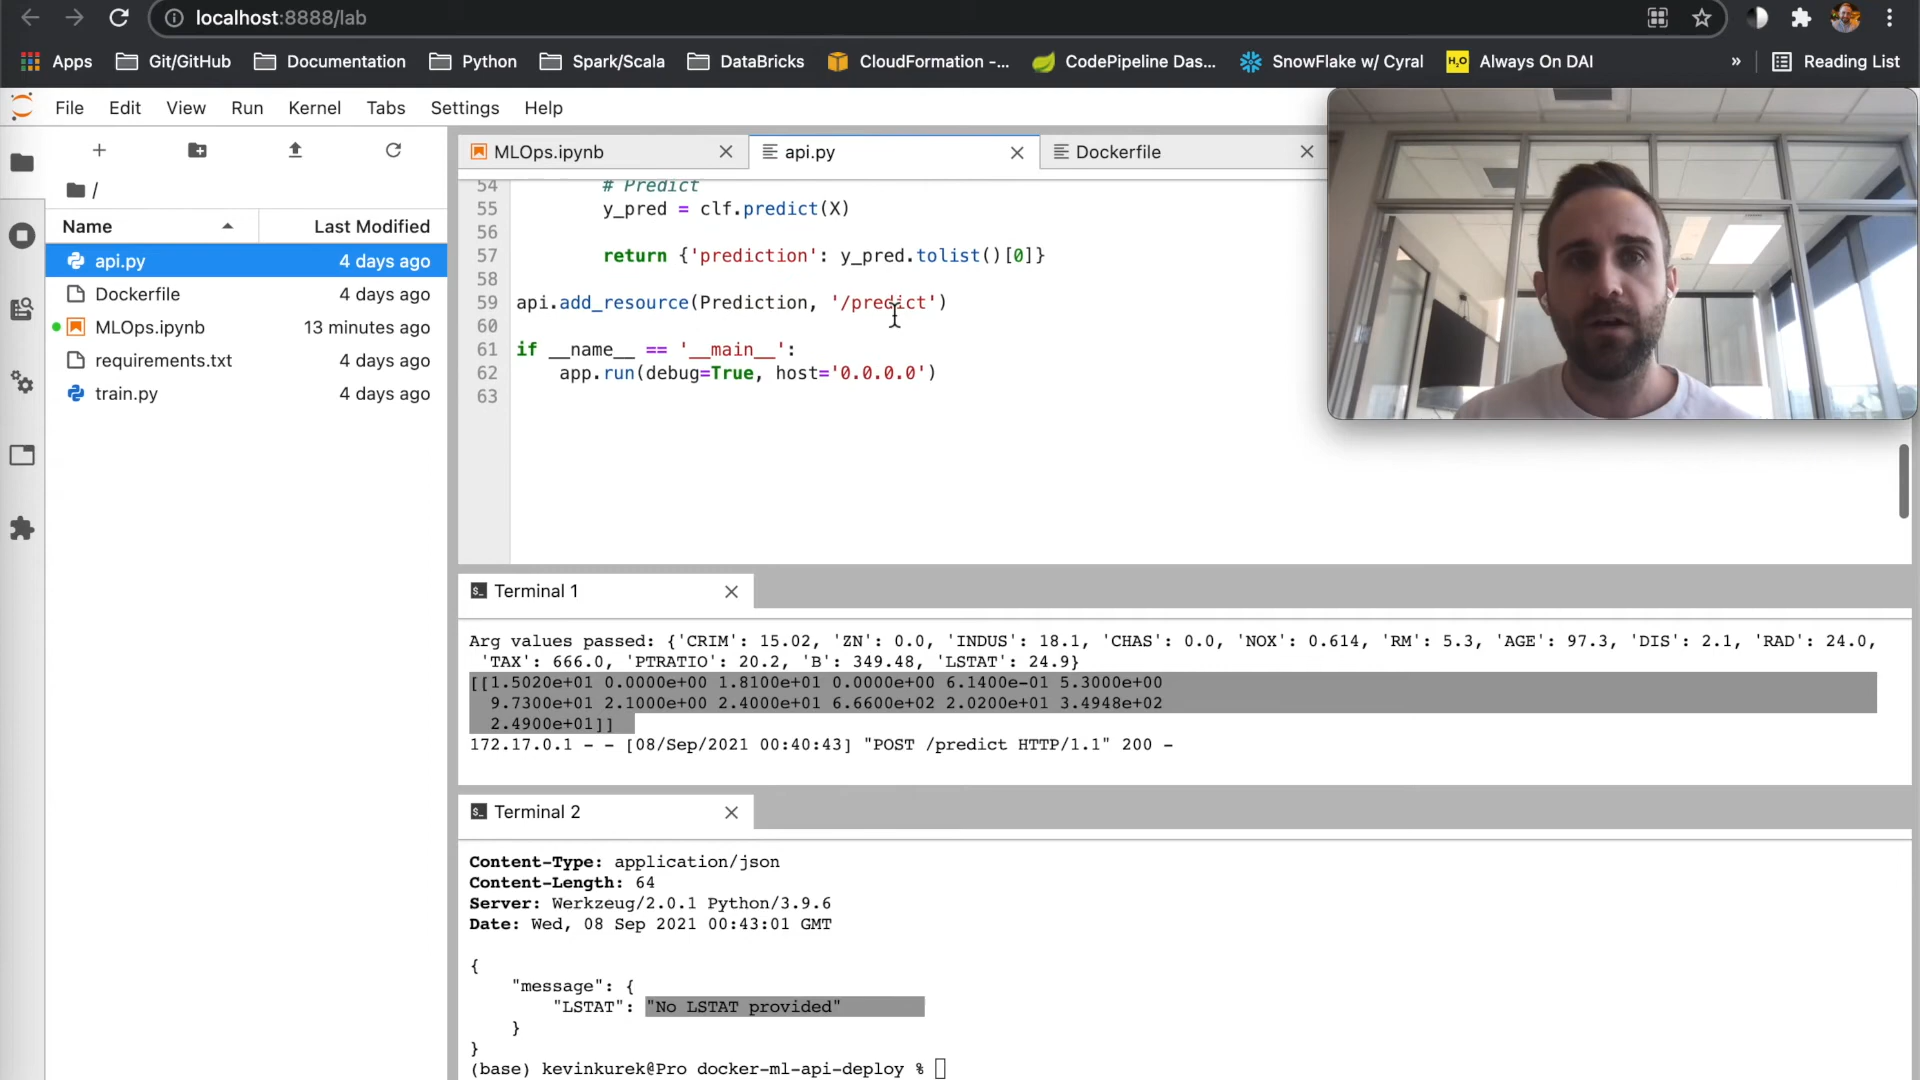 localhost:8888/lab
Apps Git/GitHub Documentation Python Spark/Scala DataBricks CloudFormation -... CodePipeline Das... SnowFlake w/ Cyral H2O Always On DAI » Reading List
File Edit View Run Kernel Tabs Settings Help
MLOps.ipynb
api.py
Dockerfile
/
Name Last Modified
api.py 4 days ago
Dockerfile 4 days ago
MLOps.ipynb 13 minutes ago
requirements.txt 4 days ago
train.py 4 days ago
54 # Predict
55 y_pred = clf.predict(X)
56
57 return {'prediction': y_pred.tolist()[0]}
58
59 api.add_resource(Prediction, '/predict')
60
61 if __name__ == '__main__':
62 app.run(debug=True, host='0.0.0.0')
63
Terminal 1
Arg values passed: {'CRIM': 15.02, 'ZN': 0.0, 'INDUS': 18.1, 'CHAS': 0.0, 'NOX': 0.614, 'RM': 5.3, 'AGE': 97.3, 'DIS': 2.1, 'RAD': 24.0,
'TAX': 666.0, 'PTRATIO': 20.2, 'B': 349.48, 'LSTAT': 24.9}
[[1.5020e+01 0.0000e+00 1.8100e+01 0.0000e+00 6.1400e-01 5.3000e+00
9.7300e+01 2.1000e+00 2.4000e+01 6.6600e+02 2.0200e+01 3.4948e+02
2.4900e+01]]
172.17.0.1 - - [08/Sep/2021 00:40:43] "POST /predict HTTP/1.1" 200 -
Terminal 2
Content-Type: application/json
Content-Length: 64
Server: Werkzeug/2.0.1 Python/3.9.6
Date: Wed, 08 Sep 2021 00:43:01 GMT
{
"message": {
"LSTAT": "No LSTAT provided"
}
}
(base) kevinkurek@Pro docker-ml-api-deploy %